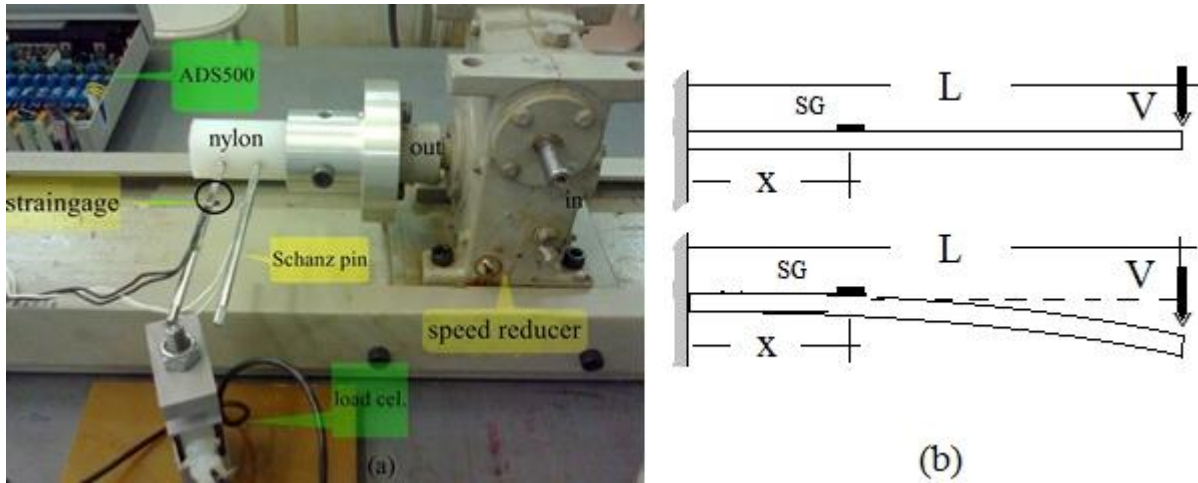 ADS500
nylon
out
in
straingage
Schanz pin
speed reducer
load cel.
(a)
L
SG
V
x
L
SG
V
x
(b)